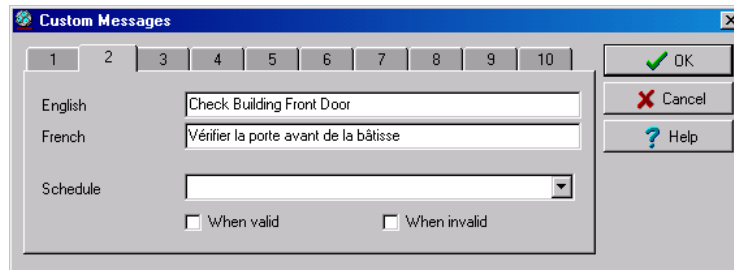 Custom Messages
1 2 3 4 5 6 7 8 9 10
OK
English Check Building Front Door
Cancel
French Vérifier la porte avant de la bâtisse
Help
Schedule
When valid When invalid